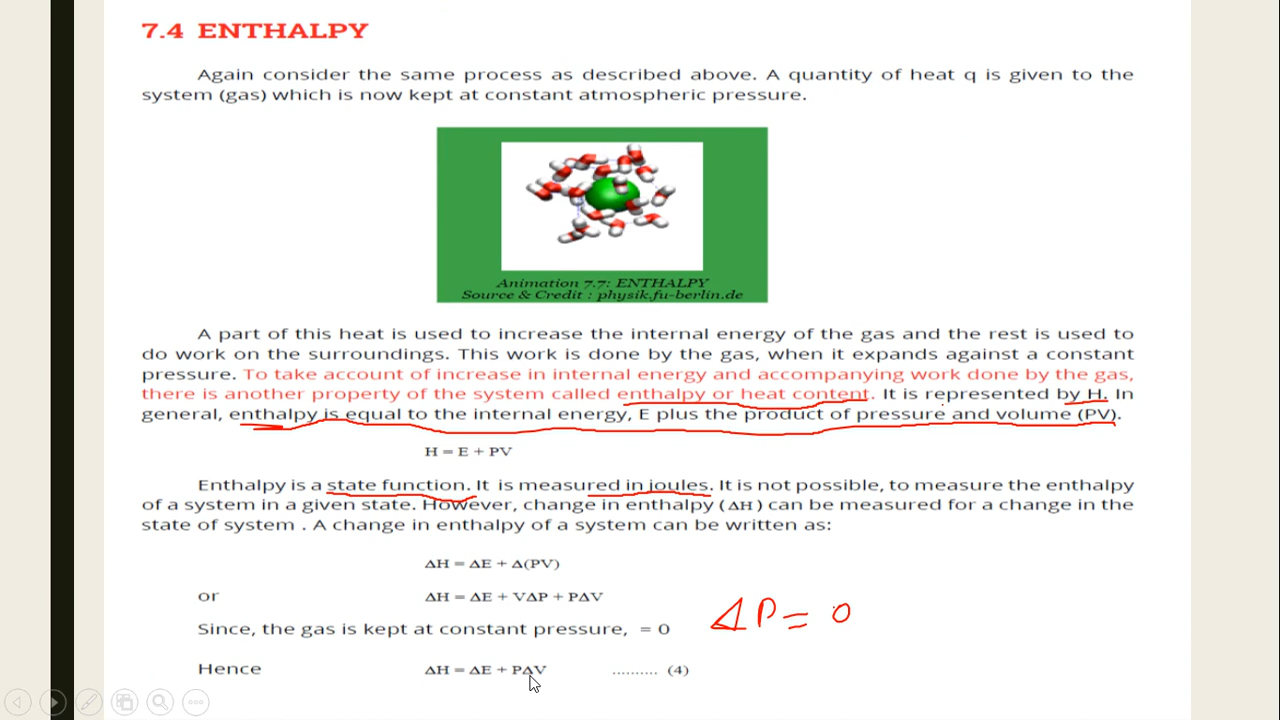 7.4 ENTHALPY
Again consider the same process as described above. A quantity of heat q is given to the
system (gas) which is now kept at constant atmospheric pressure.
Animation 7.7: ENTHALPY
Source & Credit : physik.fu-berlin.de
A part of this heat is used to increase the internal energy of the gas and the rest is used to
do work on the surroundings. This work is done by the gas, when it expands against a constant
pressure. To take account of increase in internal energy and accompanying work done by the gas,
there is another property of the system called enthalpy or heat content. It is represented by H. In
general, enthalpy is equal to the internal energy, E plus the product of pressure and volume (PV).
H = E + PV
Enthalpy is a state function. It is measured in joules. It is not possible, to measure the enthalpy
of a system in a given state. However, change in enthalpy (ΔH) can be measured for a change in the
state of system . A change in enthalpy of a system can be written as:
ΔH = ΔE + Δ(PV)
or ΔH = ΔE + VΔP + PΔV
Since, the gas is kept at constant pressure, = 0 ΔP = 0
Hence ΔH = ΔE + PΔV .......... (4)